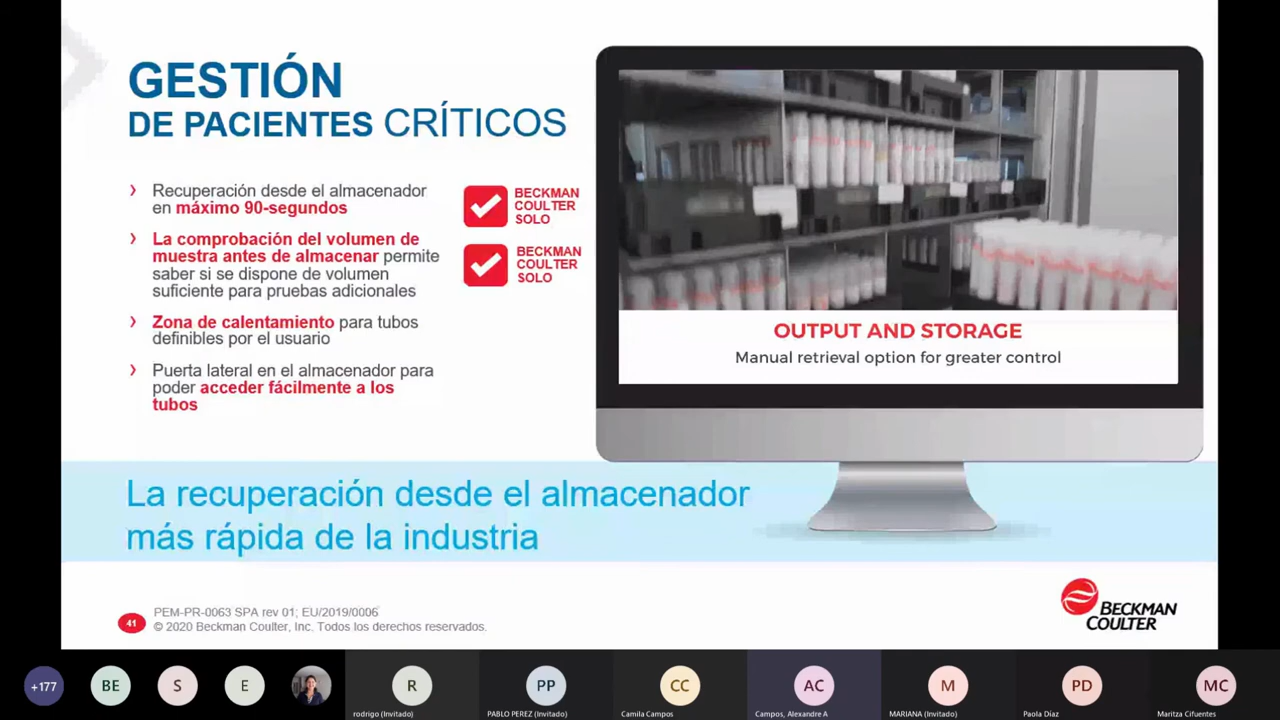 GESTIÓN
DE PACIENTES CRÍTICOS
› Recuperación desde el almacenador
en máximo 90-segundos
BECKMAN
COULTER
SOLO
› La comprobación del volumen de
muestra antes de almacenar permite
saber si se dispone de volumen
suficiente para pruebas adicionales
BECKMAN
COULTER
SOLO
› Zona de calentamiento para tubos
definibles por el usuario
› Puerta lateral en el almacenador para
poder acceder fácilmente a los
tubos
OUTPUT AND STORAGE
Manual retrieval option for greater control
La recuperación desde el almacenador
más rápida de la industria
41
PEM-PR-0063 SPA rev 01; EU/2019/0006
© 2020 Beckman Coulter, Inc. Todos los derechos reservados.
BECKMAN
COULTER
+177
BE
S
E
R
rodrigo (Invitado)
PP
PABLO PEREZ (Invitado)
CC
Camila Campos
AC
Campos, Alexandre A
M
MARIANA (Invitado)
PD
Paola Díaz
MC
Maritza Cifuentes